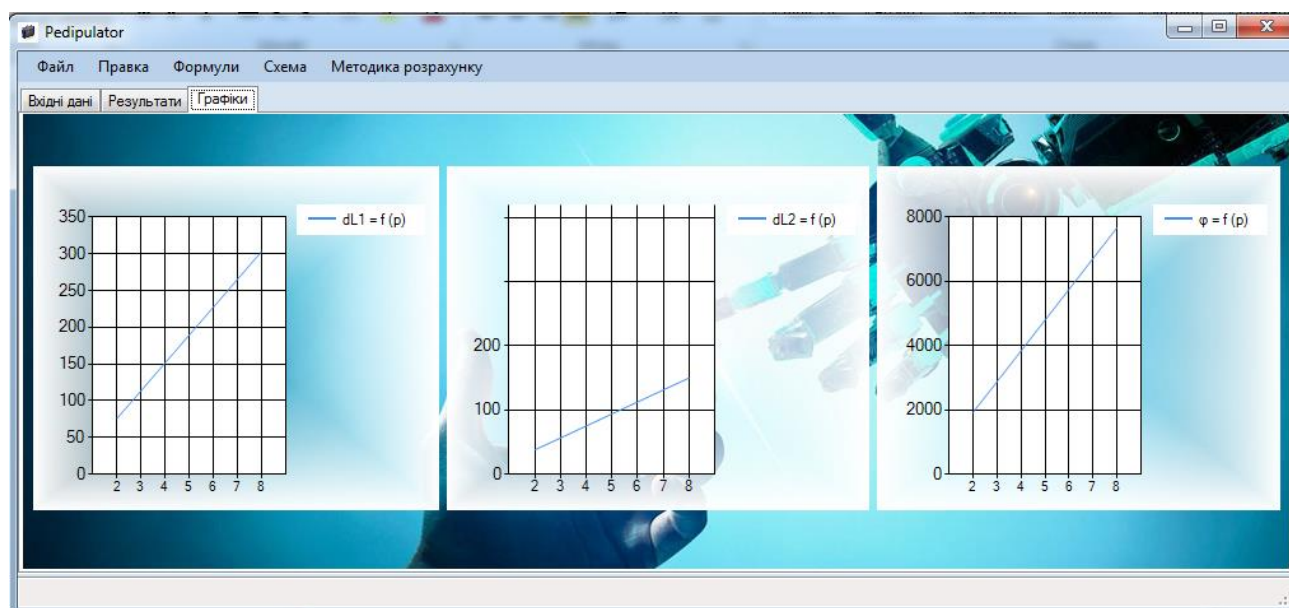 Pedipulator
Файл Правка Формули Схема Методика розрахунку
Вхідні дані Результати Графіки
350
300
250
200
150
100
50
0
2 3 4 5 6 7 8
dL1 = f (p)
200
100
0
2 3 4 5 6 7 8
dL2 = f (p)
8000
6000
4000
2000
0
2 3 4 5 6 7 8
φ = f (p)